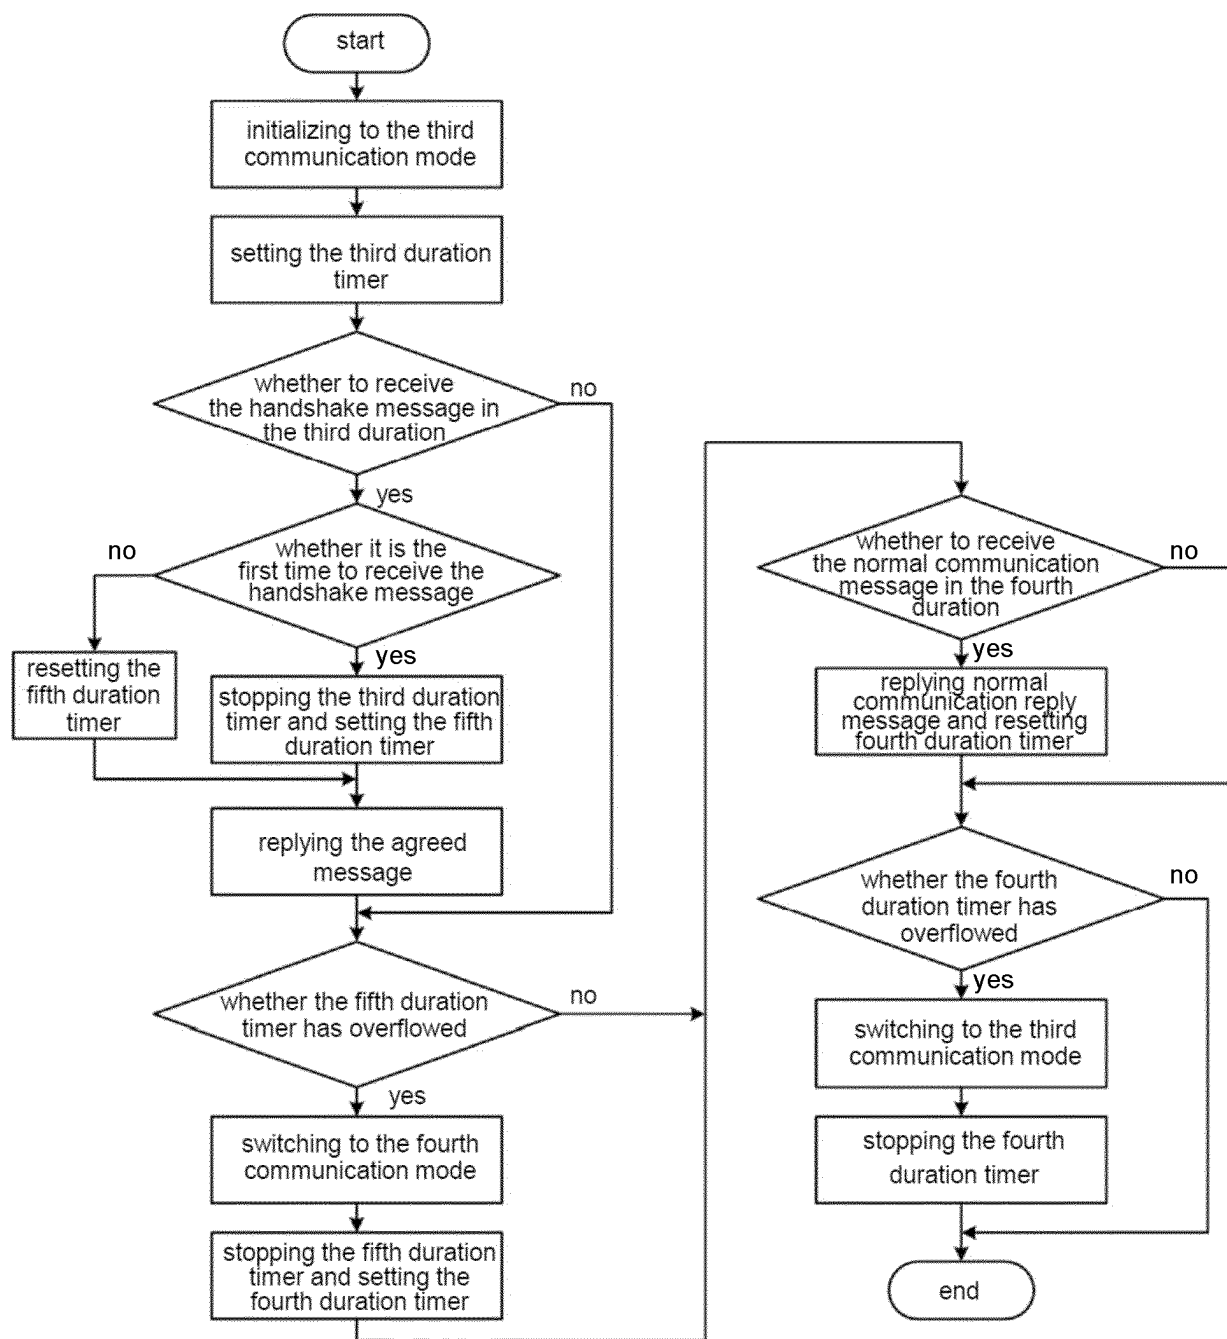 start
initializing to the third
communication mode
setting the third duration
timer
whether to receive
the handshake message in
the third duration
no
yes
whether it is the
first time to receive the
handshake message
no
yes
resetting the
fifth duration
timer
stopping the third duration
timer and setting the fifth
duration timer
replying the agreed
message
whether the fifth duration
timer has overflowed
no
yes
switching to the fourth
communication mode
stopping the fifth duration
timer and setting the
fourth duration timer
whether to receive
the normal communication
message in the fourth
duration
no
yes
replying normal
communication reply
message and resetting
fourth duration timer
whether the fourth
duration timer has
overflowed
no
yes
switching to the third
communication mode
stopping the fourth
duration timer
end